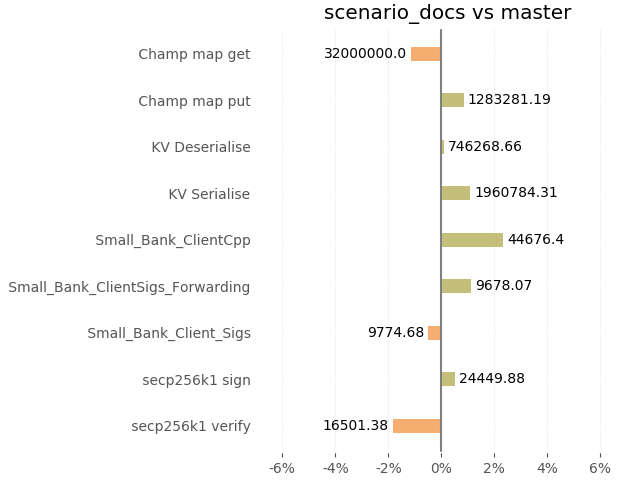 scenario_docs vs master
Champ map get 32000000.0
Champ map put 1283281.19
KV Deserialise 746268.66
KV Serialise 1960784.31
Small_Bank_ClientCpp 44676.4
Small_Bank_ClientSigs_Forwarding 9678.07
Small_Bank_Client_Sigs 9774.68
secp256k1 sign 24449.88
secp256k1 verify 16501.38
-6% -4% -2% 0% 2% 4% 6%